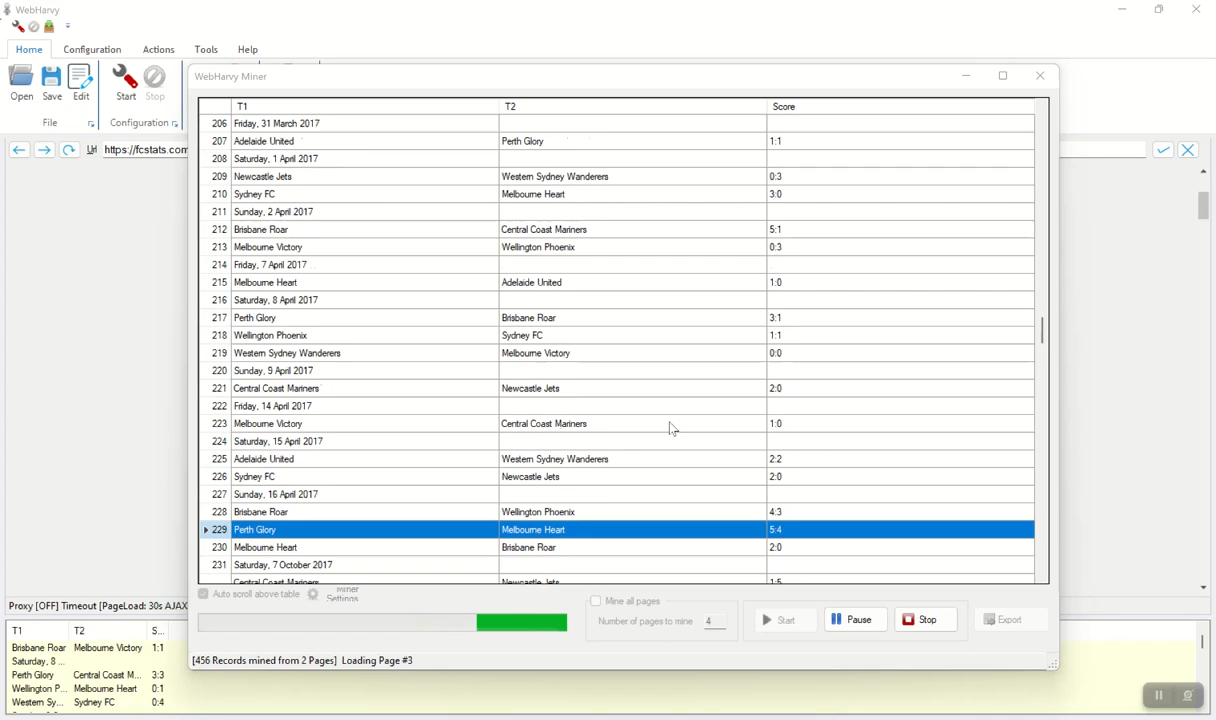 WebHarvy
Home Configuration Actions Tools Help
Open Save Edit Start Stop
File Configuration
Url https://fcstats.com
WebHarvy Miner
T1 T2 Score
206 Friday, 31 March 2017
207 Adelaide United Perth Glory 1:1
208 Saturday, 1 April 2017
209 Newcastle Jets Western Sydney Wanderers 0:3
210 Sydney FC Melbourne Heart 3:0
211 Sunday, 2 April 2017
212 Brisbane Roar Central Coast Mariners 5:1
213 Melbourne Victory Wellington Phoenix 0:3
214 Friday, 7 April 2017
215 Melbourne Heart Adelaide United 1:0
216 Saturday, 8 April 2017
217 Perth Glory Brisbane Roar 3:1
218 Wellington Phoenix Sydney FC 1:1
219 Western Sydney Wanderers Melbourne Victory 0:0
220 Sunday, 9 April 2017
221 Central Coast Mariners Newcastle Jets 2:0
222 Friday, 14 April 2017
223 Melbourne Victory Central Coast Mariners 1:0
224 Saturday, 15 April 2017
225 Adelaide United Western Sydney Wanderers 2:2
226 Sydney FC Newcastle Jets 2:0
227 Sunday, 16 April 2017
228 Brisbane Roar Wellington Phoenix 4:3
229 Perth Glory Melbourne Heart 5:4
230 Melbourne Heart Brisbane Roar 2:0
231 Saturday, 7 October 2017
Central Coast Mariners Newcastle Jets 1:5
Auto scroll above table Miner Settings
Mine all pages
Number of pages to mine 4
Start Pause Stop Export
[456 Records mined from 2 Pages] Loading Page #3
Proxy [OFF] Timeout [PageLoad: 30s AJAX
T1 T2 S...
Brisbane Roar Melbourne Victory 1:1
Saturday, 8 ...
Perth Glory Central Coast M... 3:3
Wellington P... Melbourne Heart 0:1
Western Sy... Sydney FC 0:4